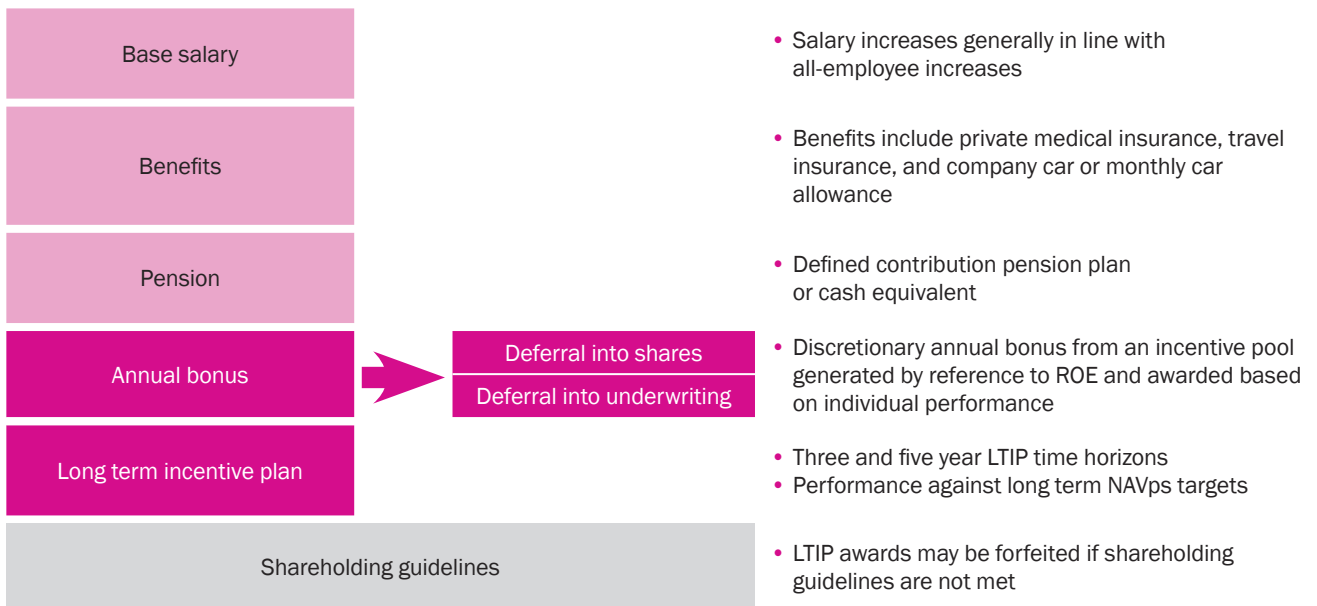 Base salary
• Salary increases generally in line with
all-employee increases
Benefits
• Benefits include private medical insurance, travel
insurance, and company car or monthly car
allowance
Pension
• Defined contribution pension plan
or cash equivalent
Annual bonus
Deferral into shares
Deferral into underwriting
• Discretionary annual bonus from an incentive pool
generated by reference to ROE and awarded based
on individual performance
Long term incentive plan
• Three and five year LTIP time horizons
• Performance against long term NAVps targets
Shareholding guidelines
• LTIP awards may be forfeited if shareholding
guidelines are not met